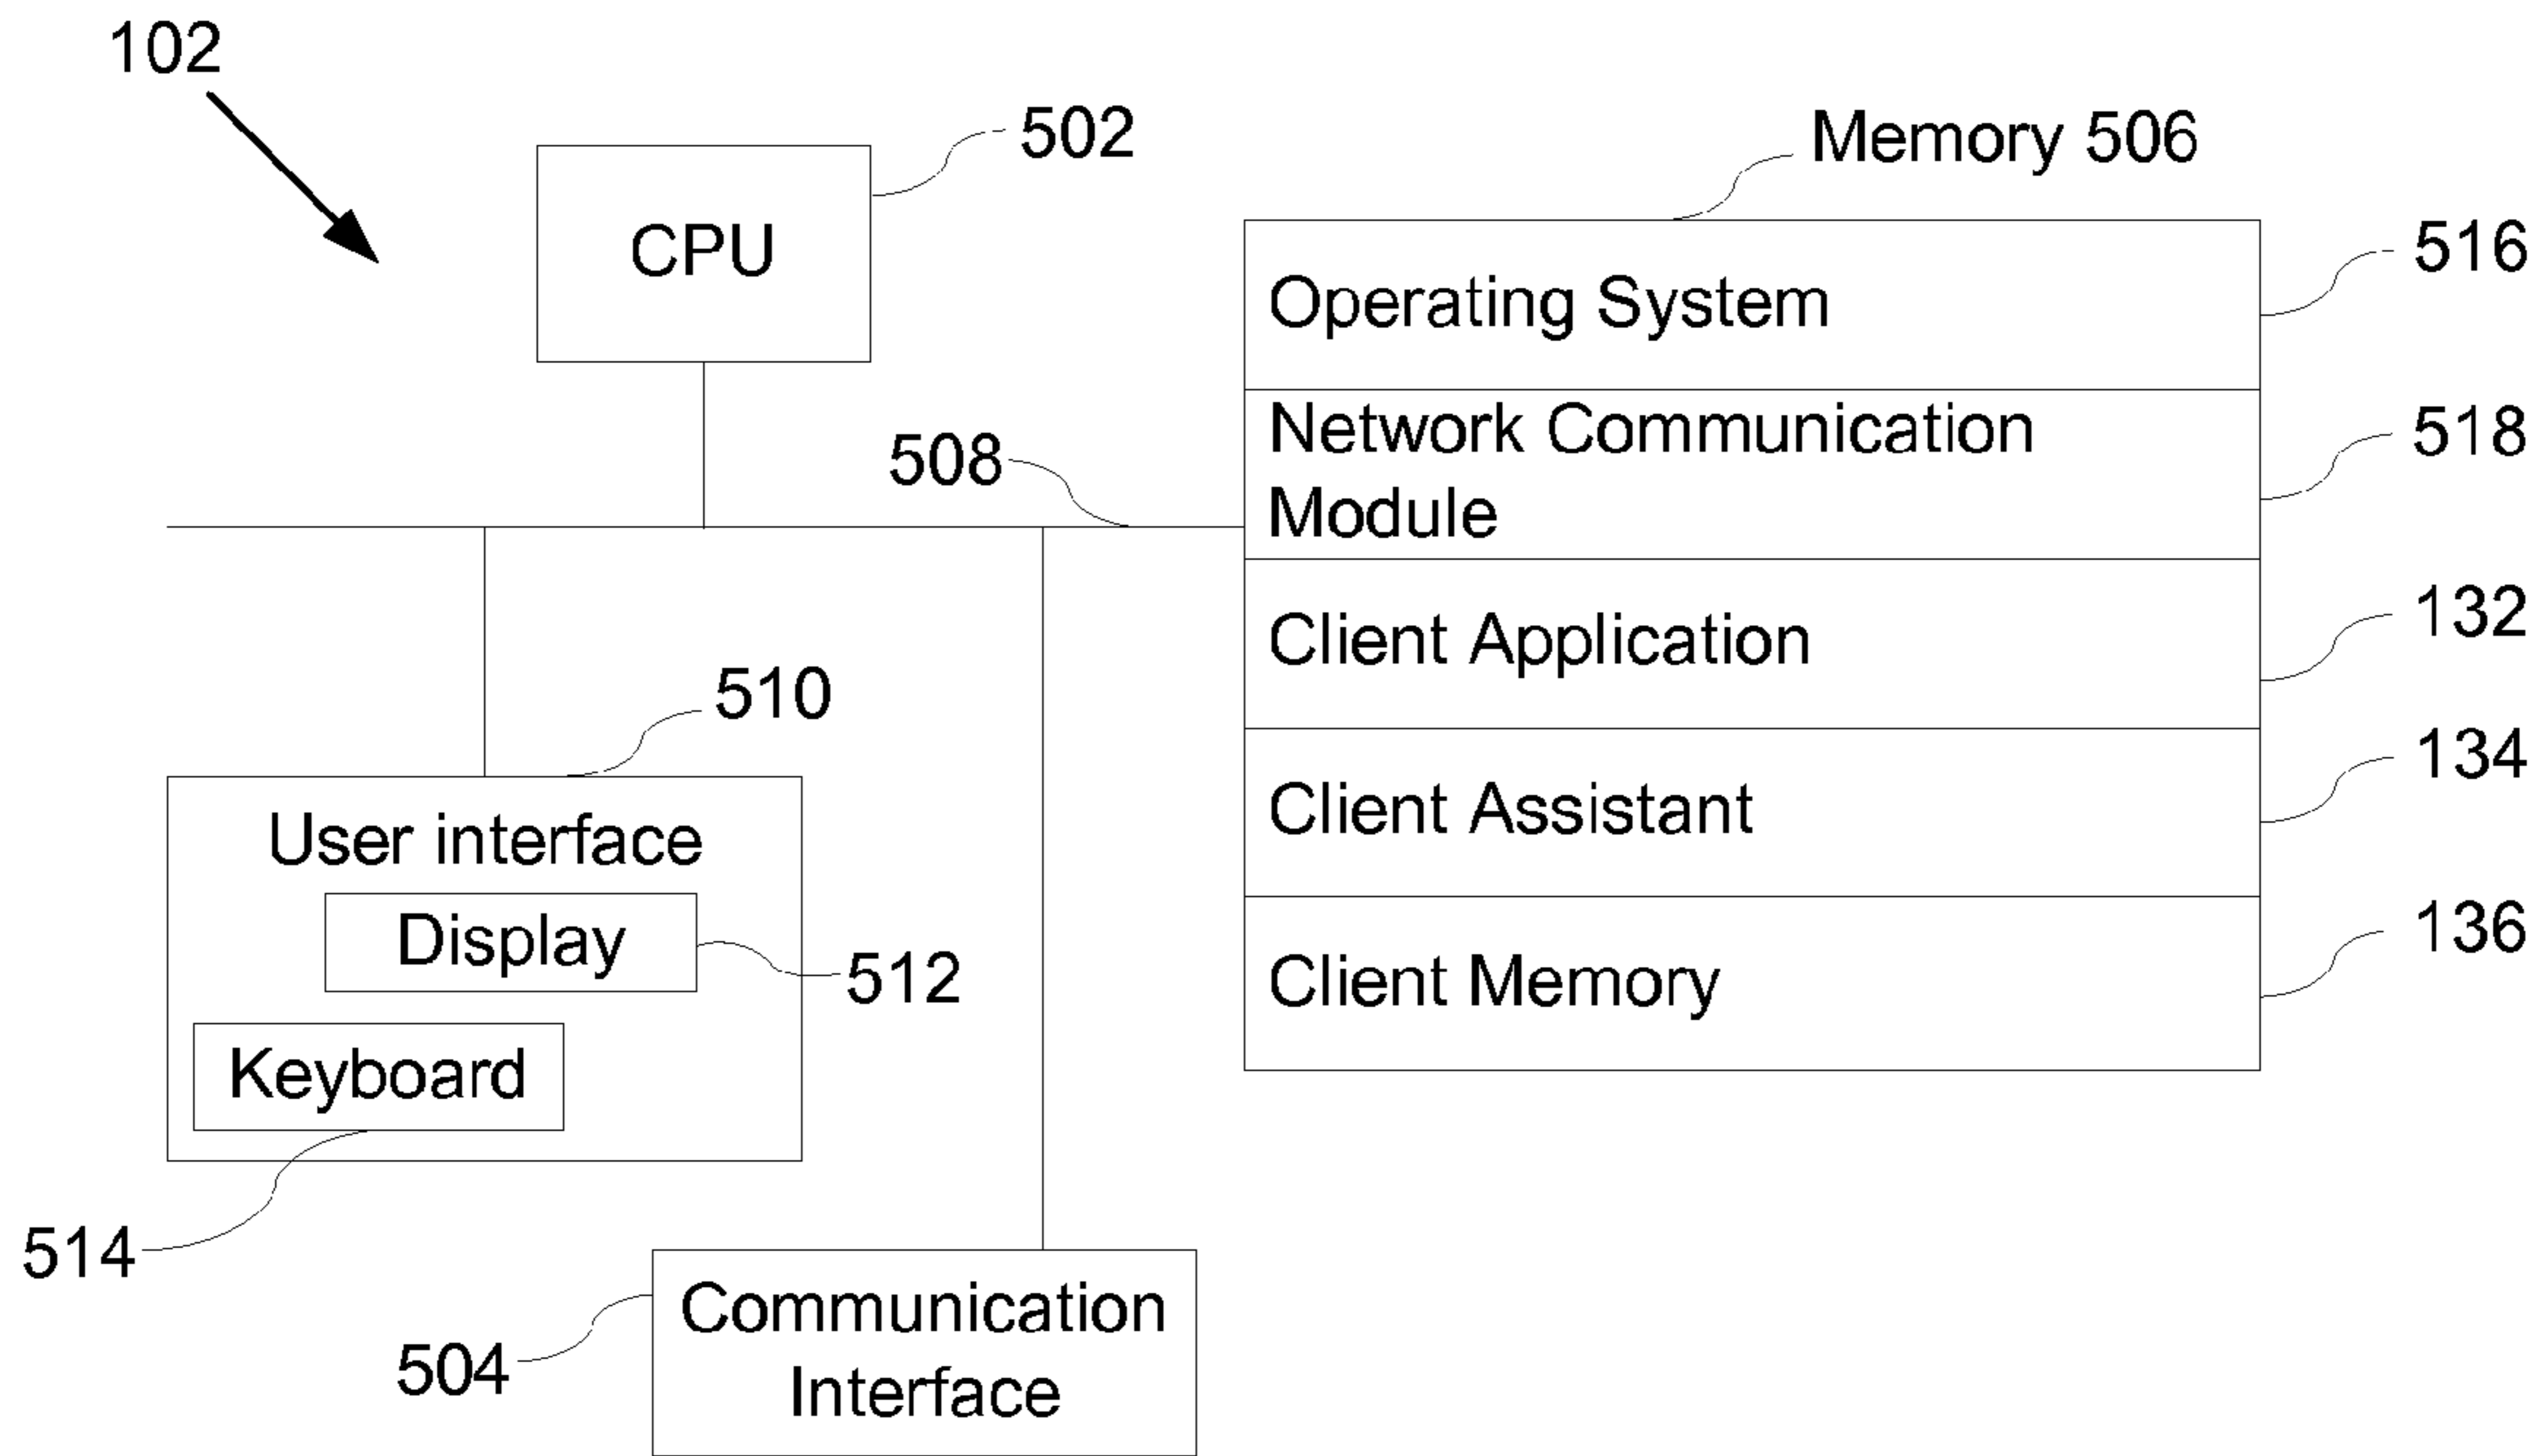 102
502
CPU
Memory 506
516
Operating System
518
Network Communication
Module
508
132
Client Application
134
Client Assistant
136
Client Memory
510
User interface
Display
512
Keyboard
514
504
Communication
Interface